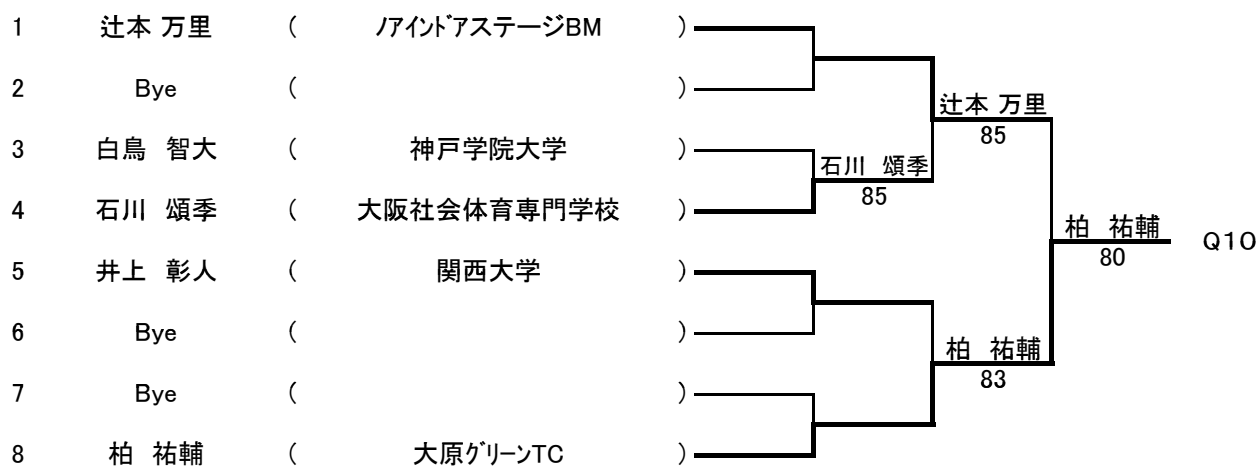 1 辻本 万里 ( ノアインドアステージBM )
2 Bye ( )
辻本 万里
85
3 白鳥 智大 ( 神戸学院大学 )
石川 頌季
85
4 石川 頌季 ( 大阪社会体育専門学校 )
柏 祐輔
80
Q10
5 井上 彰人 ( 関西大学 )
6 Bye ( )
柏 祐輔
83
7 Bye ( )
8 柏 祐輔 ( 大原グリーンTC )